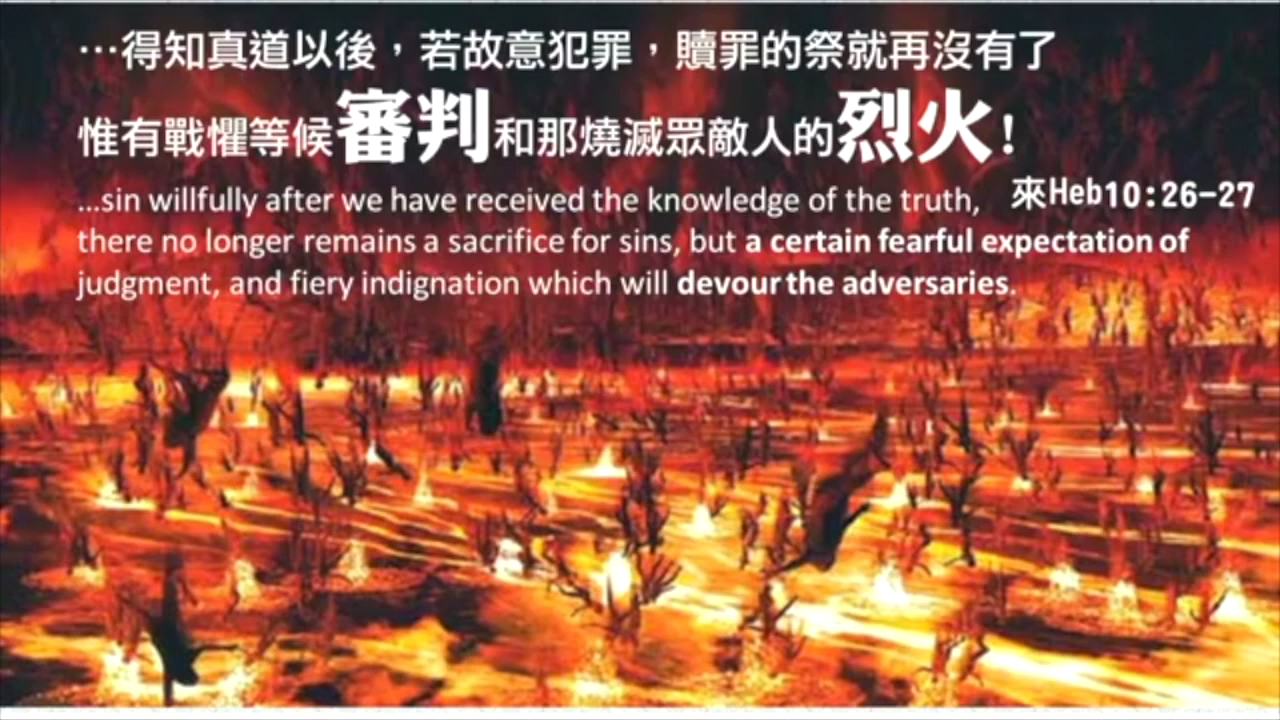 …得知真道以後，若故意犯罪，贖罪的祭就再沒有了
惟有戰懼等候審判和那燒滅眾敵人的烈火！
...sin willfully after we have received the knowledge of the truth, 來Heb10:26-27
there no longer remains a sacrifice for sins, but a certain fearful expectation of
judgment, and fiery indignation which will devour the adversaries.